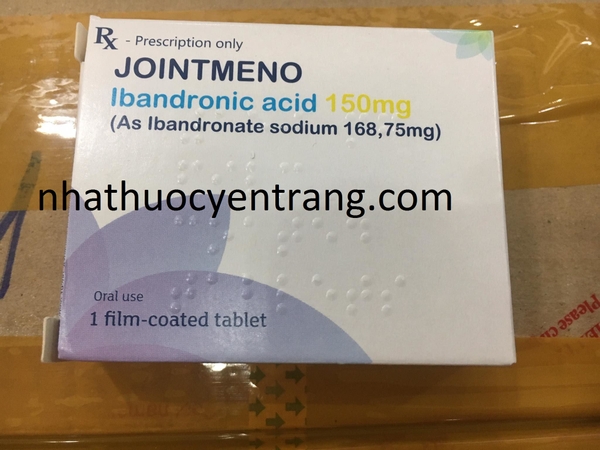 Rx - Prescription only
JOINTMENO
Ibandronic acid 150mg
(As Ibandronate sodium 168,75mg)
nhathuocyentrang.com
Oral use
1 film-coated tablet
Please